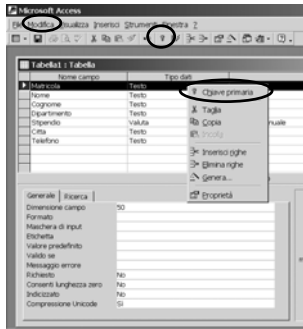 Microsoft Access
File Modifica Visualizza Inserisci Strumenti Finestra ?
Tabella1 : Tabella
Nome campo Tipo dati
Matricola Testo
Nome Testo
Cognome Testo
Dipartimento Testo
Stipendio Valuta
Citta Testo
Telefono Testo
Chiave primaria
Taglia
Copia
Incolla
Inserisci righe
Elimina righe
Genera...
Proprietà
Generale Ricerca
Dimensione campo 50
Formato
Maschera di input
Etichetta
Valore predefinito
Valido se
Messaggio errore
Richiesto No
Consenti lunghezza zero No
Indicizzato No
Compressione Unicode Sì